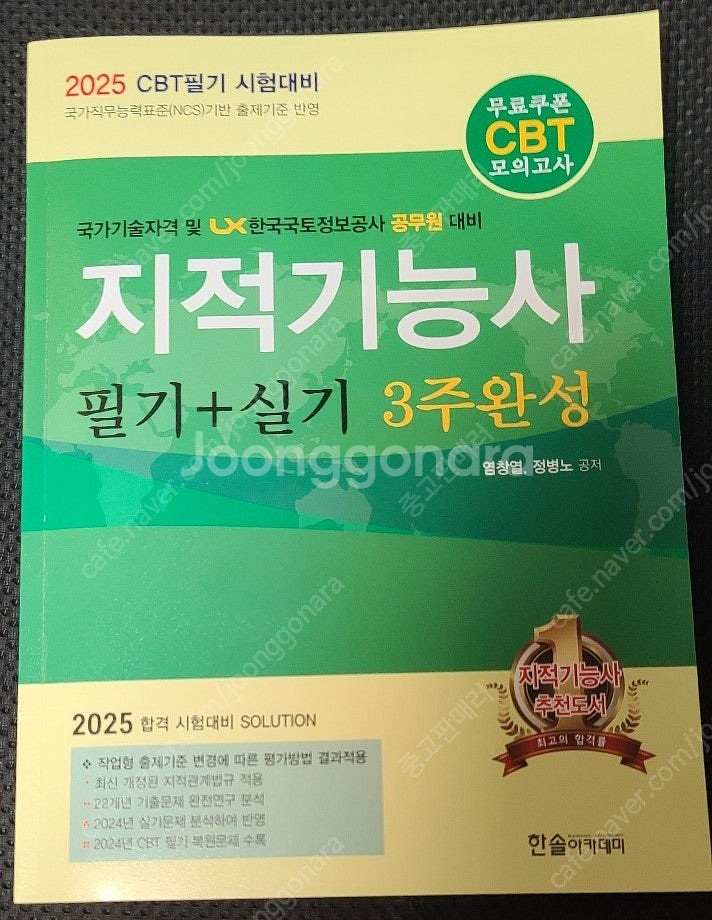 2025 CBT필기 시험대비
국가직무능력표준(NCS)기반 출제기준 반영
무료쿠폰
CBT
모의고사
국가기술자격 및 LX한국국토정보공사 공무원 대비
지적기능사
필기+실기 3주완성
Joonggonara
염창열, 정병노 공저
1
지적기능사
추천도서
최고의 합격률
2025 합격 시험대비 SOLUTION
❖ 작업형 출제기준 변경에 따른 평가방법 결과적용
· 최신 개정된 지적관계법규 적용
· 22개년 기출문제 완전연구 분석
· 2024년 실기문제 분석하여 반영
· 2024년 CBT 필기 복원문제 수록
한솔아카데미
cafe.naver.com/joonggonara